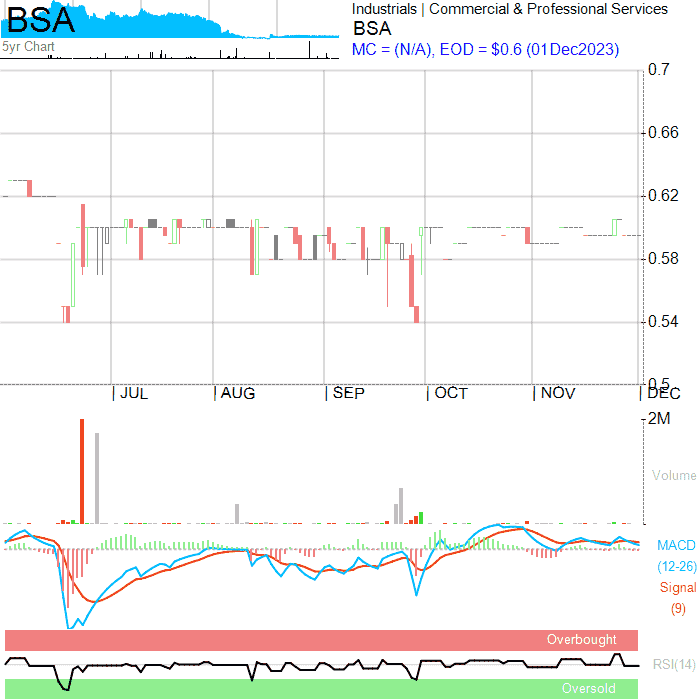 BSA
5yr Chart
Industrials | Commercial & Professional Services
BSA
MC = (N/A), EOD = $0.6 (01Dec2023)
0.7
0.66
0.62
0.58
0.54
0.5
JUL
AUG
SEP
OCT
NOV
DEC
2M
Volume
MACD
(12-26)
Signal
(9)
Overbought
RSI(14)
Oversold